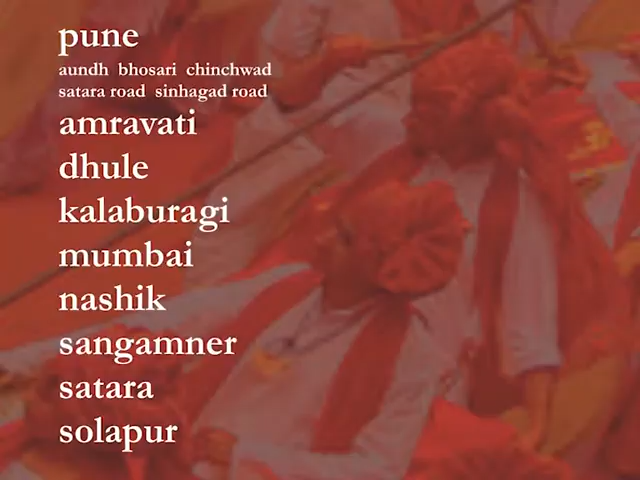 pune
aundh bhosari chinchwad
satara road sinhagad road
amravati
dhule
kalaburagi
mumbai
nashik
sangamner
satara
solapur